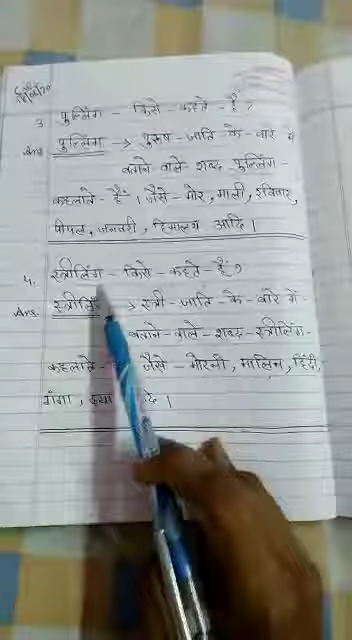 3. पुल्लिंग - किसे - कहते - हैं?
Ans पुल्लिंग → पुरुष - जाति - के - बारे में
बताने वाले - शब्द पुल्लिंग -
कहलाते - हैं। जैसे - मोर, माली, रविवार,
पीपल, जनवरी, हिमालय आदि।
4. स्त्रीलिंग - किसे - कहते - हैं?
Ans. → स्त्री - जाति - के - बारे में -
बताने - वाले - शब्द - स्त्रीलिंग -
कहलाते - जैसे - मोरनी, मालिन, हिंदी,
गंगा,